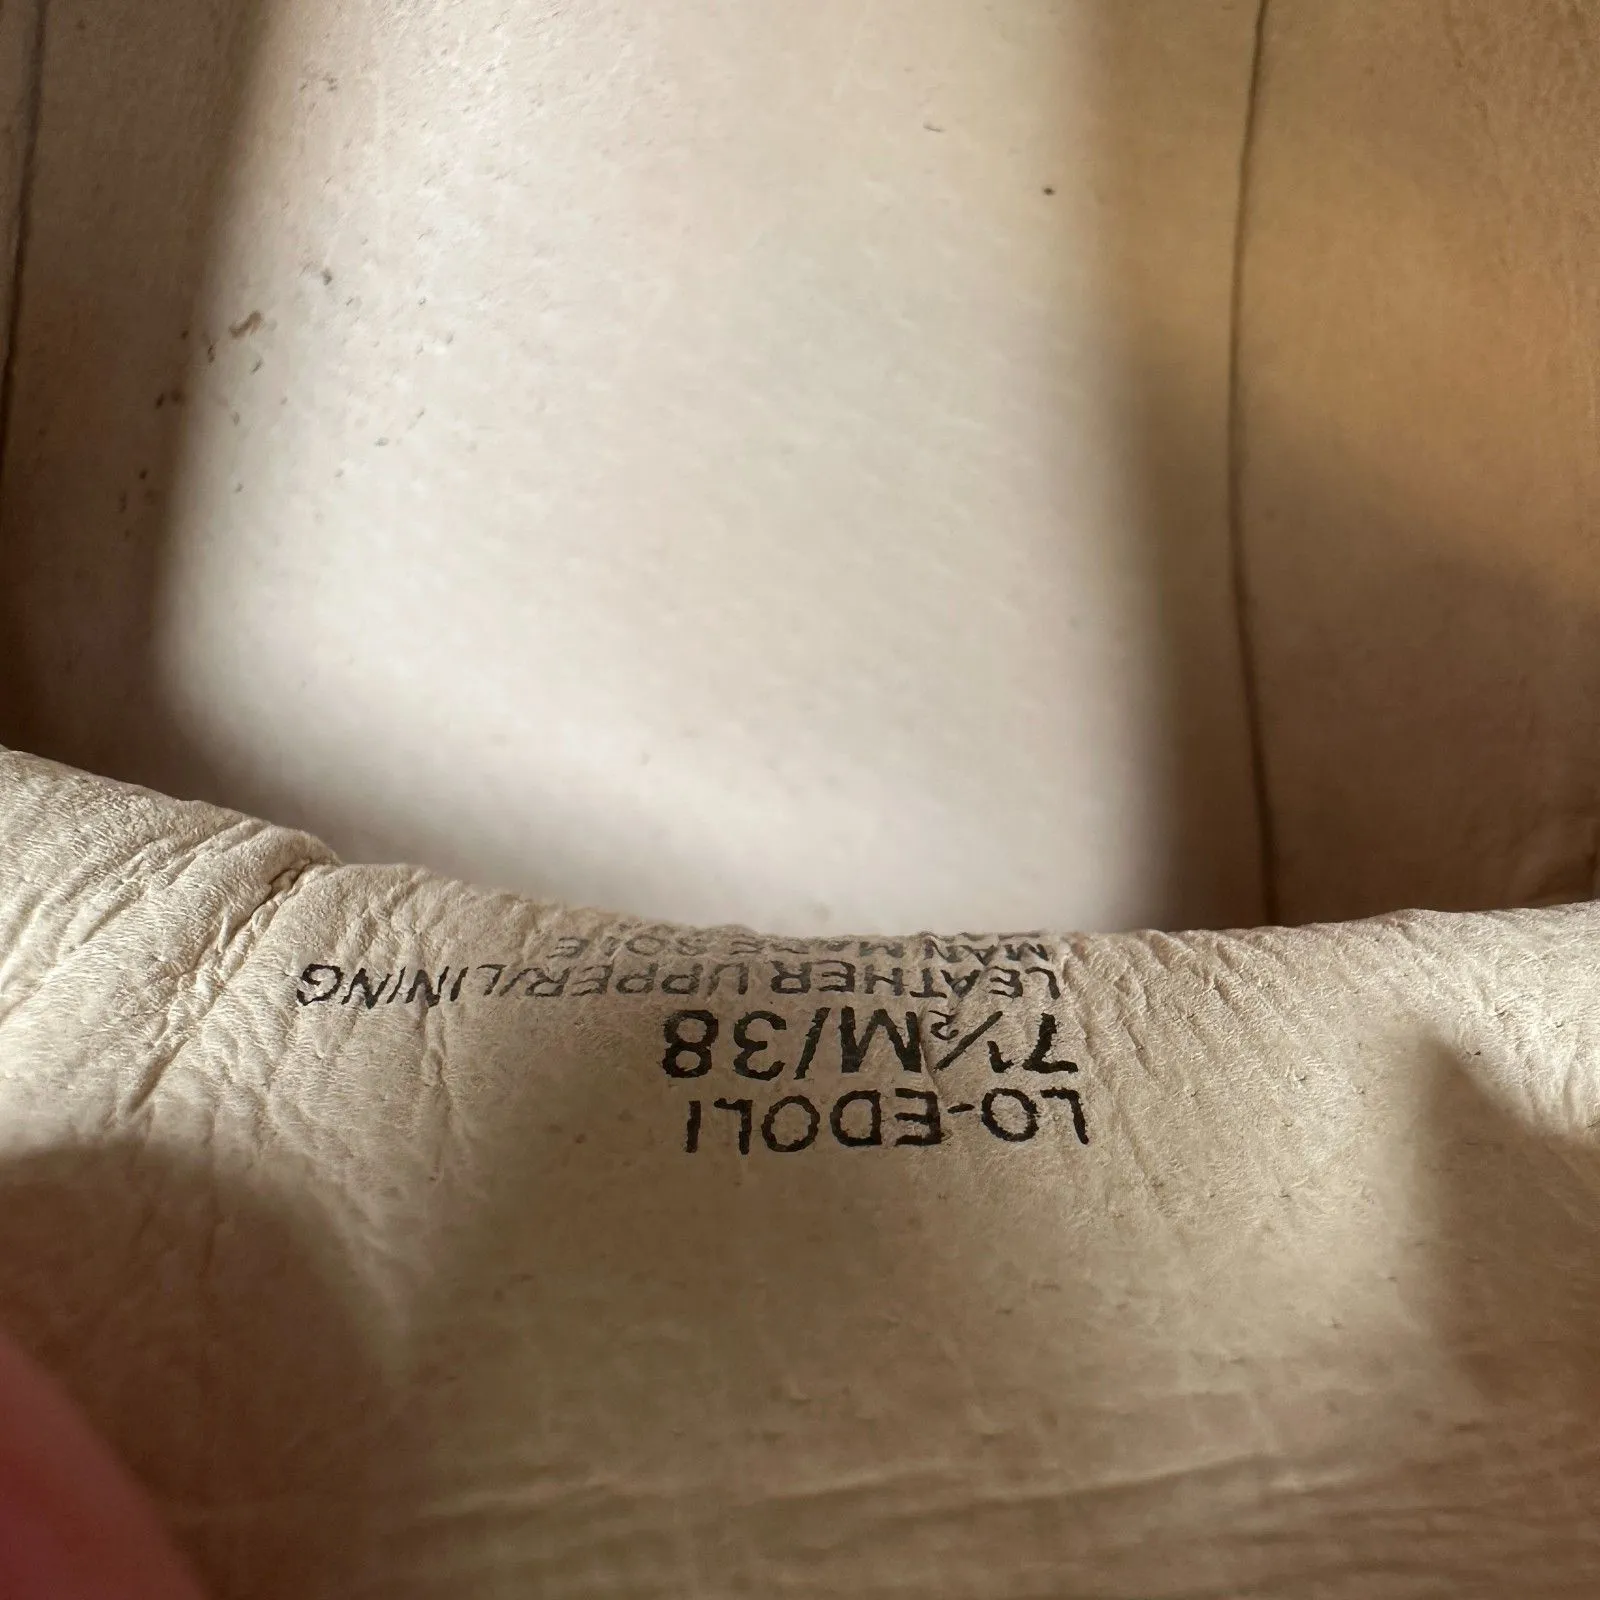 LO-EDOLI
7½M/38
LEATHER UPPER/LINING
MAN MADE SOLE